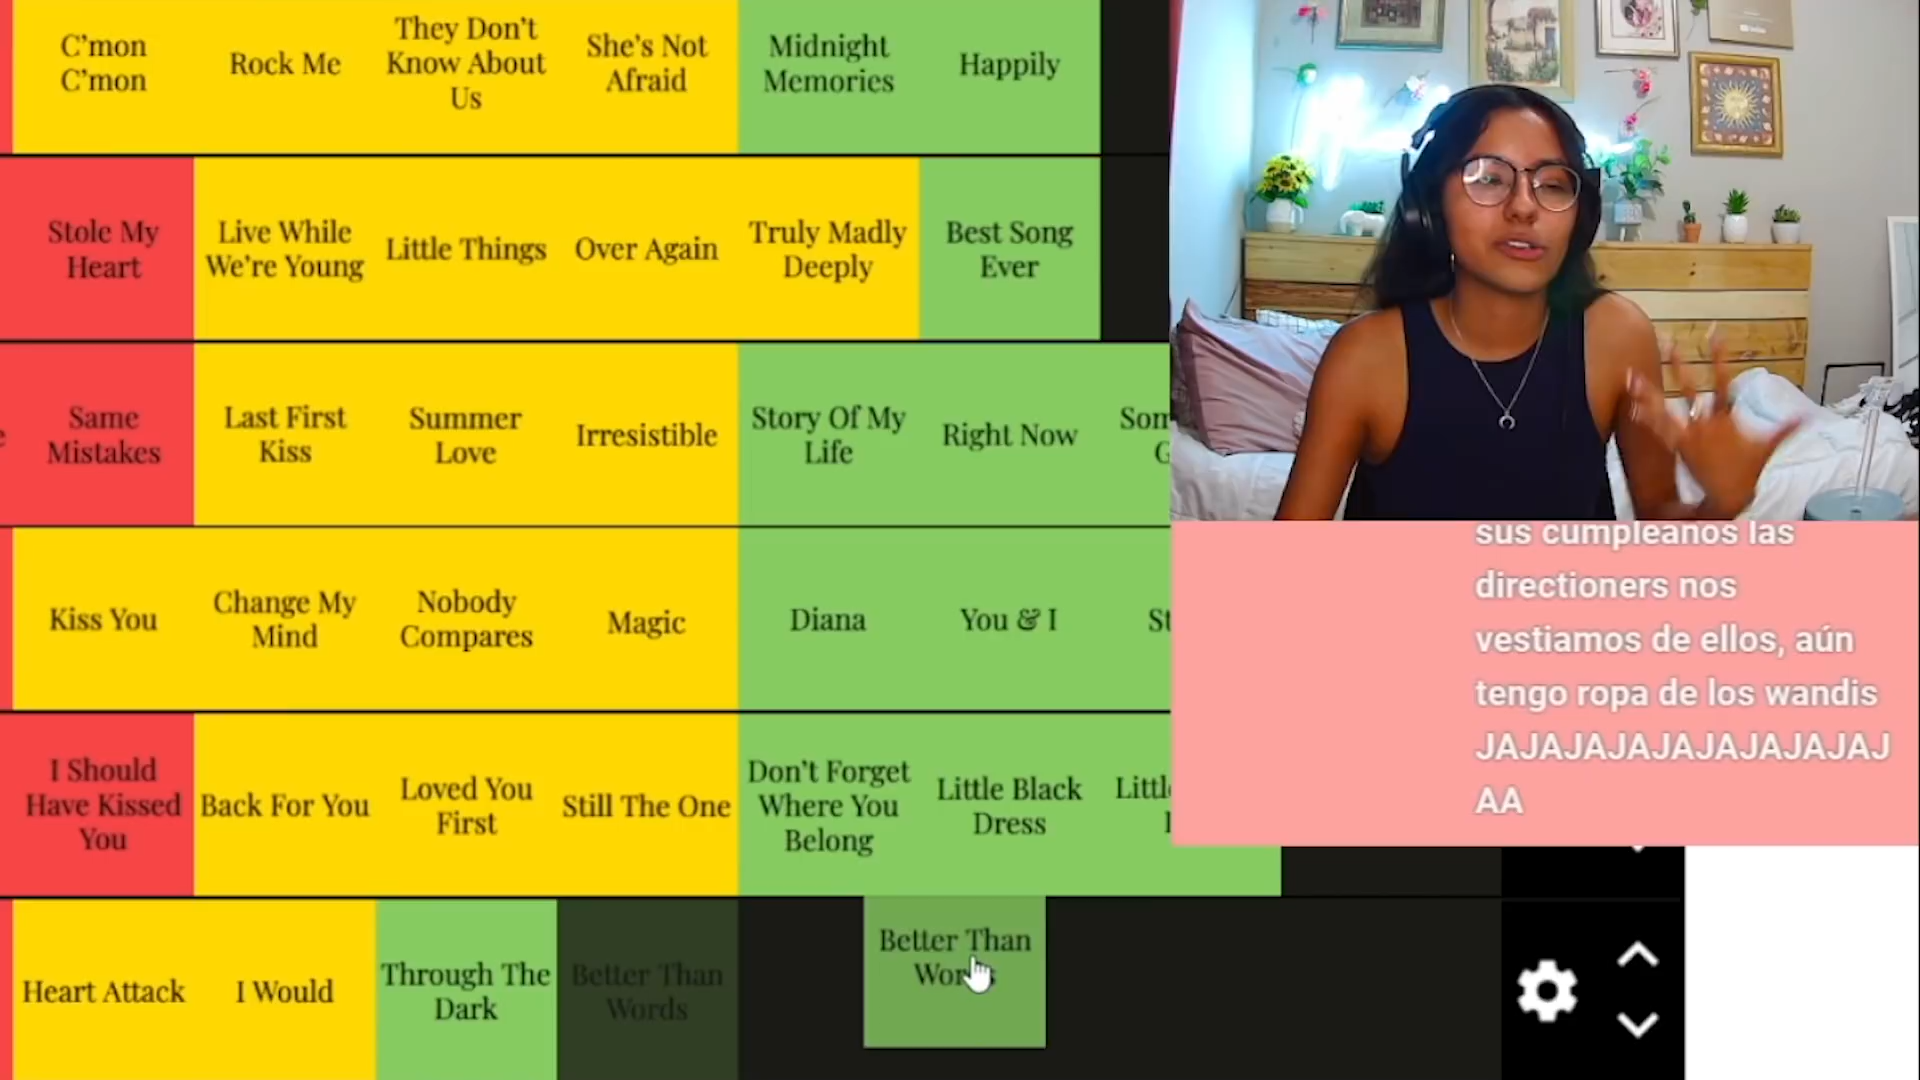 C'mon
C'mon
Rock Me
They Don't
Know About
Us
She's Not
Afraid
Midnight
Memories
Happily
Stole My
Heart
Live While
We're Young
Little Things
Over Again
Truly Madly
Deeply
Best Song
Ever
Same
Mistakes
Last First
Kiss
Summer
Love
Irresistible
Story Of My
Life
Right Now
Kiss You
Change My
Mind
Nobody
Compares
Magic
Diana
You & I
I Should
Have Kissed
You
Back For You
Loved You
First
Still The One
Don't Forget
Where You
Belong
Little Black
Dress
Heart Attack
I Would
Through The
Dark
Better Than
Words
Better Than
sus cumpleaños las
directioners nos
vestiamos de ellos, aún
tengo ropa de los wandis
JAJAJAJAJAJAJAJAJAJ
AA